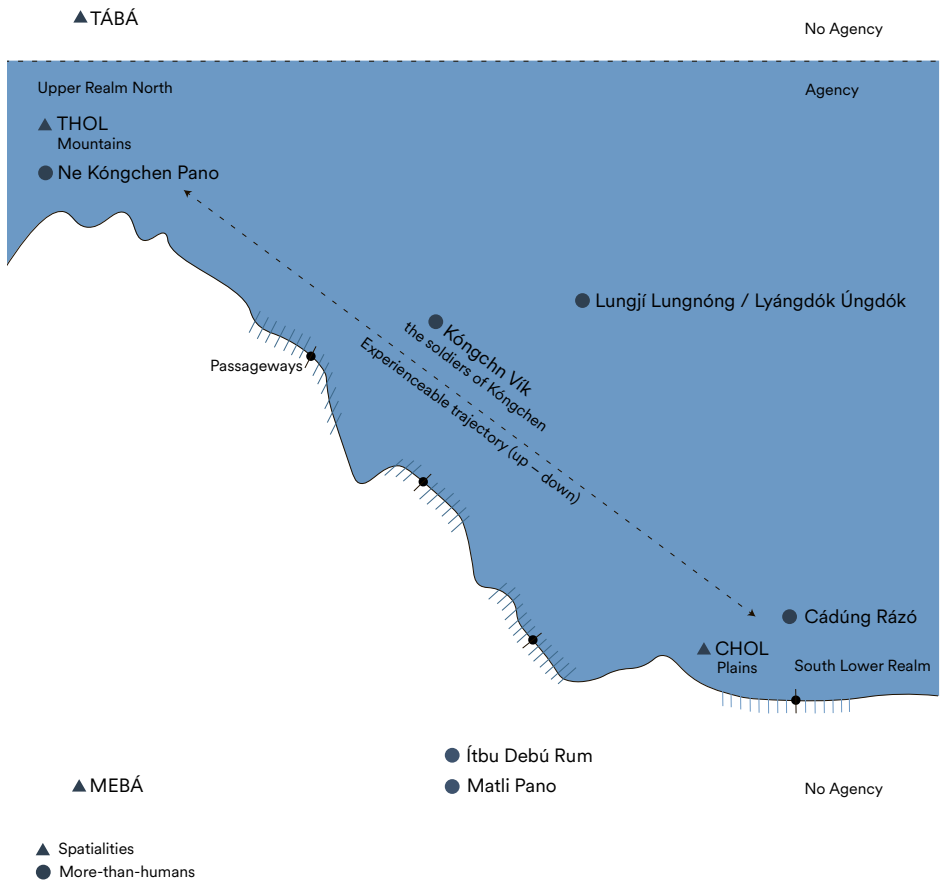 TÁBÁ
No Agency
Upper Realm North
Agency
THOL
Mountains
Ne Kóngchen Pano
Lungjí Lungnóng / Lyángdók Úngdók
Kóngchn Vík
the soldiers of Kóngchen
Experienceable trajectory (up – down)
Passageways
Cádúng Rázó
CHOL
Plains
South Lower Realm
Ítbu Debú Rum
MEBÁ
Matli Pano
No Agency
Spatialities
More-than-humans